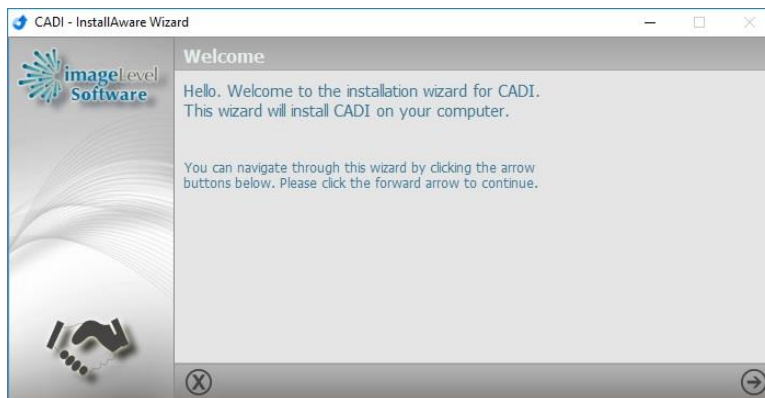 CADI - InstallAware Wizard
imageLevel
Software
Welcome
Hello. Welcome to the installation wizard for CADI.
This wizard will install CADI on your computer.
You can navigate through this wizard by clicking the arrow
buttons below. Please click the forward arrow to continue.
X